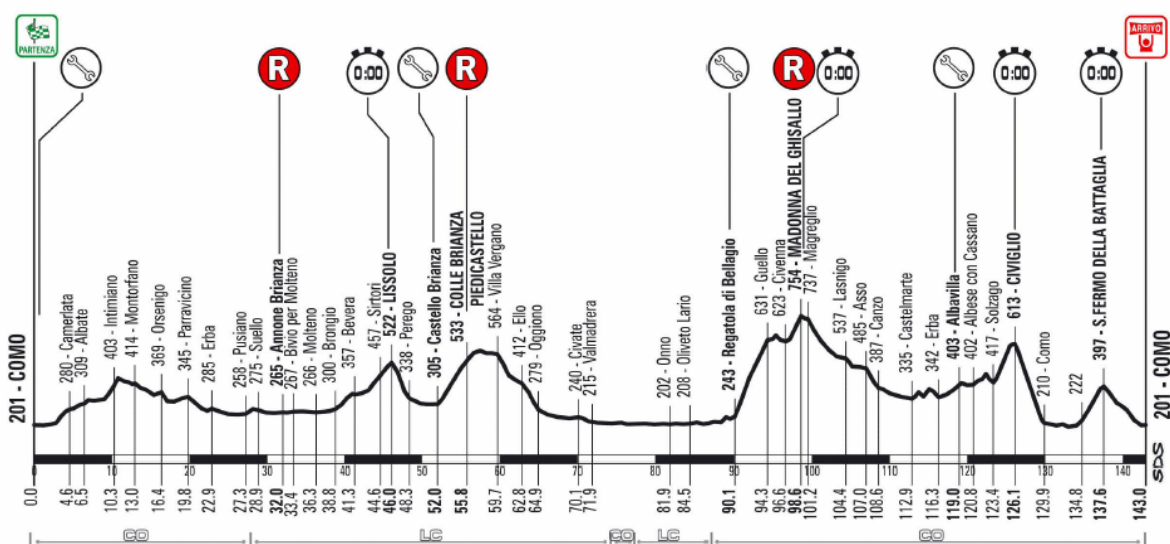 PARTENZA
ARRIVO
R
0:00
R
R
0:00
0:00
0:00
201 - COMO
280 - Camerlata
309 - Albate
403 - Intimiano
414 - Montorfano
369 - Orsenigo
345 - Parravicino
285 - Erba
258 - Pusiano
275 - Suello
265 - Annone Brianza
267 - Bivio per Molteno
266 - Molteno
300 - Brongio
357 - Bevera
457 - Sirtori
522 - LISSOLO
338 - Perego
305 - Castello Brianza
533 - COLLE BRIANZA
PIEDICASTELLO
564 - Villa Vergano
412 - Ello
279 - Oggiono
240 - Civate
215 - Valmadrera
202 - Onno
208 - Oliveto Lario
243 - Regatola di Bellagio
631 - Guello
623 - Civenna
754 - MADONNA DEL GHISALLO
737 - Magreglio
537 - Lasnigo
485 - Asso
387 - Canzo
335 - Castelmarte
342 - Erba
403 - Albavilla
402 - Albese con Cassano
417 - Solzago
613 - CIVIGLIO
210 - Como
222
397 - S.FERMO DELLA BATTAGLIA
201 - COMO
0 10 20 30 40 50 60 70 80 90 100 110 120 130 140
SDS
0.0 4.6 6.5 10.3 13.0 16.4 19.8 22.9 27.3 28.9 32.0 33.4 36.3 39.8 41.3 44.6 46.0 48.3 52.0 55.8 59.7 62.8 64.9 70.1 71.9 81.9 84.5 90.1 94.3 96.6 98.6 101.2 104.4 107.0 108.6 112.9 116.3 119.0 120.8 123.4 126.1 129.9 134.8 137.6 143.0
CO LC CO LC CO